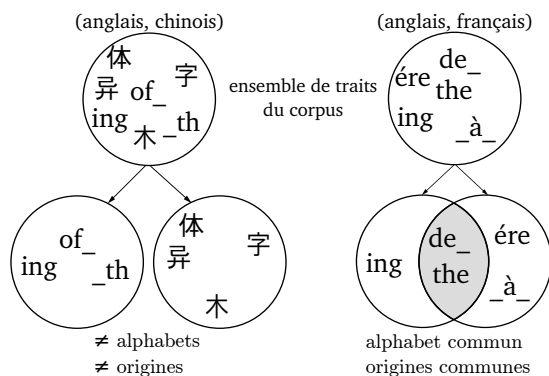 (anglais, chinois)
(anglais, français)
体
异
字
of_
ing
木
_th
ensemble de traits
du corpus
de_
ére
the
ing
_à_
of_
ing
_th
体
异
字
木
ing
de_
the
ére
_à_
≠ alphabets
≠ origines
alphabet commun
origines communes